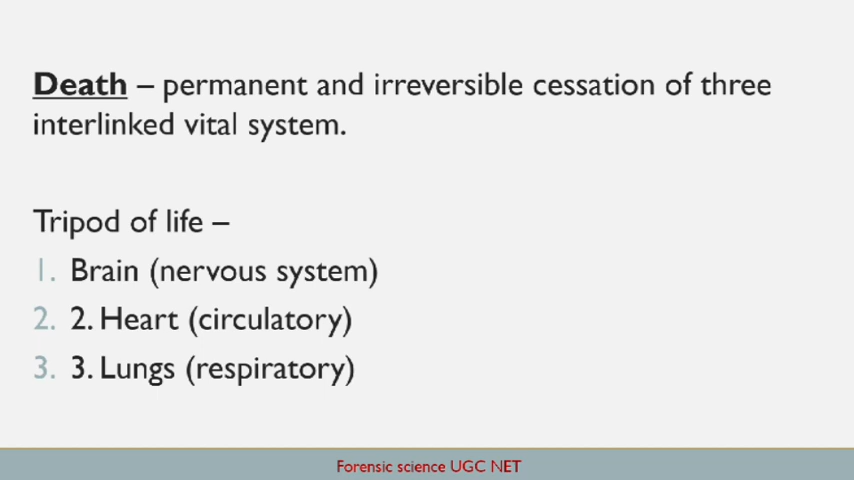 Death – permanent and irreversible cessation of three
interlinked vital system.
Tripod of life –
1. Brain (nervous system)
2. 2. Heart (circulatory)
3. 3. Lungs (respiratory)
Forensic science UGC NET